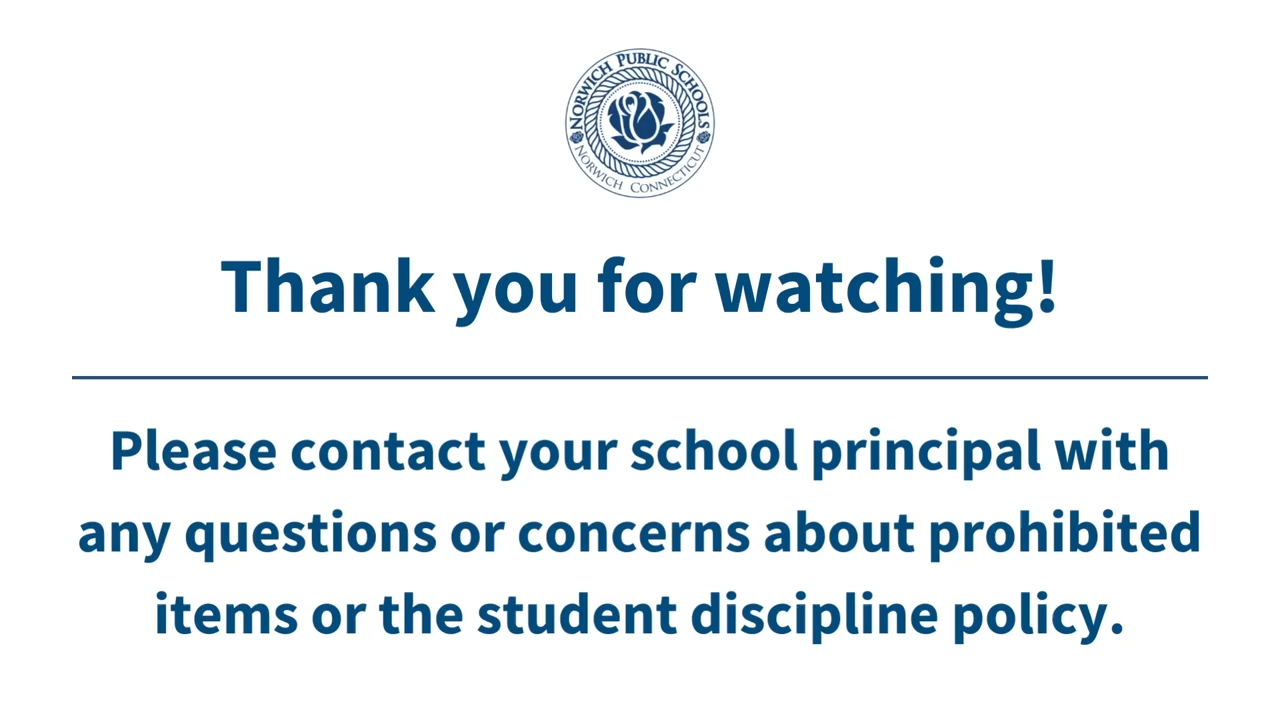 NORWICH PUBLIC SCHOOLS
NORWICH CONNECTICUT
Thank you for watching!
Please contact your school principal with
any questions or concerns about prohibited
items or the student discipline policy.